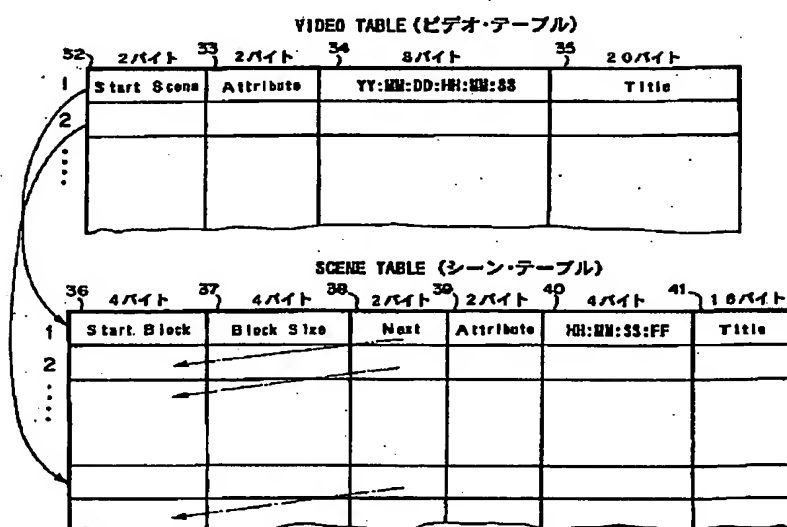 VIDEO TABLE (ビデオ・テーブル)
32 2バイト 33 2バイト 34 8バイト 35 20バイト
1 Start Scene Attribute YY:MM:DD:HH:MM:SS Title
2
SCENE TABLE (シーン・テーブル)
36 4バイト 37 4バイト 38 2バイト 39 2バイト 40 4バイト 41 16バイト
1 Start Block Block Size Next Attribute HH:MM:SS:FF Title
2